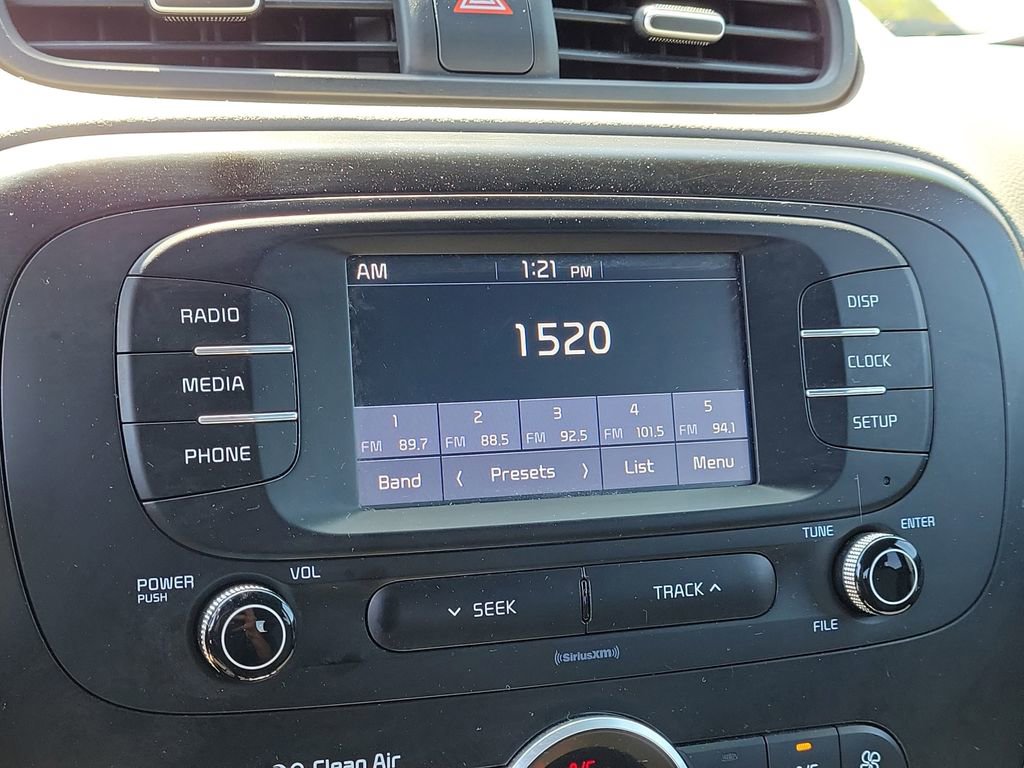 AM 1:21 PM
1520
1 2 3 4 5
FM 89.7 FM 88.5 FM 92.5 FM 101.5 FM 94.1
Band < Presets > List Menu
RADIO
MEDIA
PHONE
DISP
CLOCK
SETUP
POWER
PUSH
VOL
SEEK
TRACK
TUNE
ENTER
FILE
((SiriusXM))
Clean Air